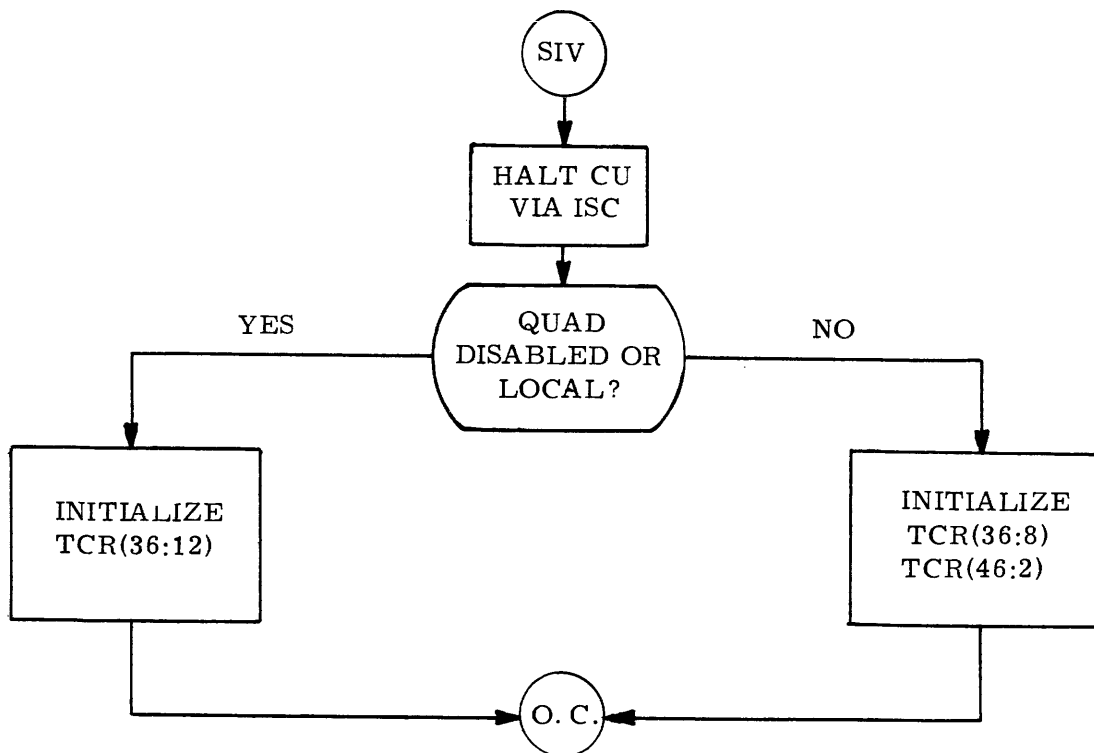 SIV
HALT CU
VIA ISC
QUAD
DISABLED OR
LOCAL?
YES
NO
INITIALIZE
TCR(36:12)
INITIALIZE
TCR(36:8)
TCR(46:2)
O. C.